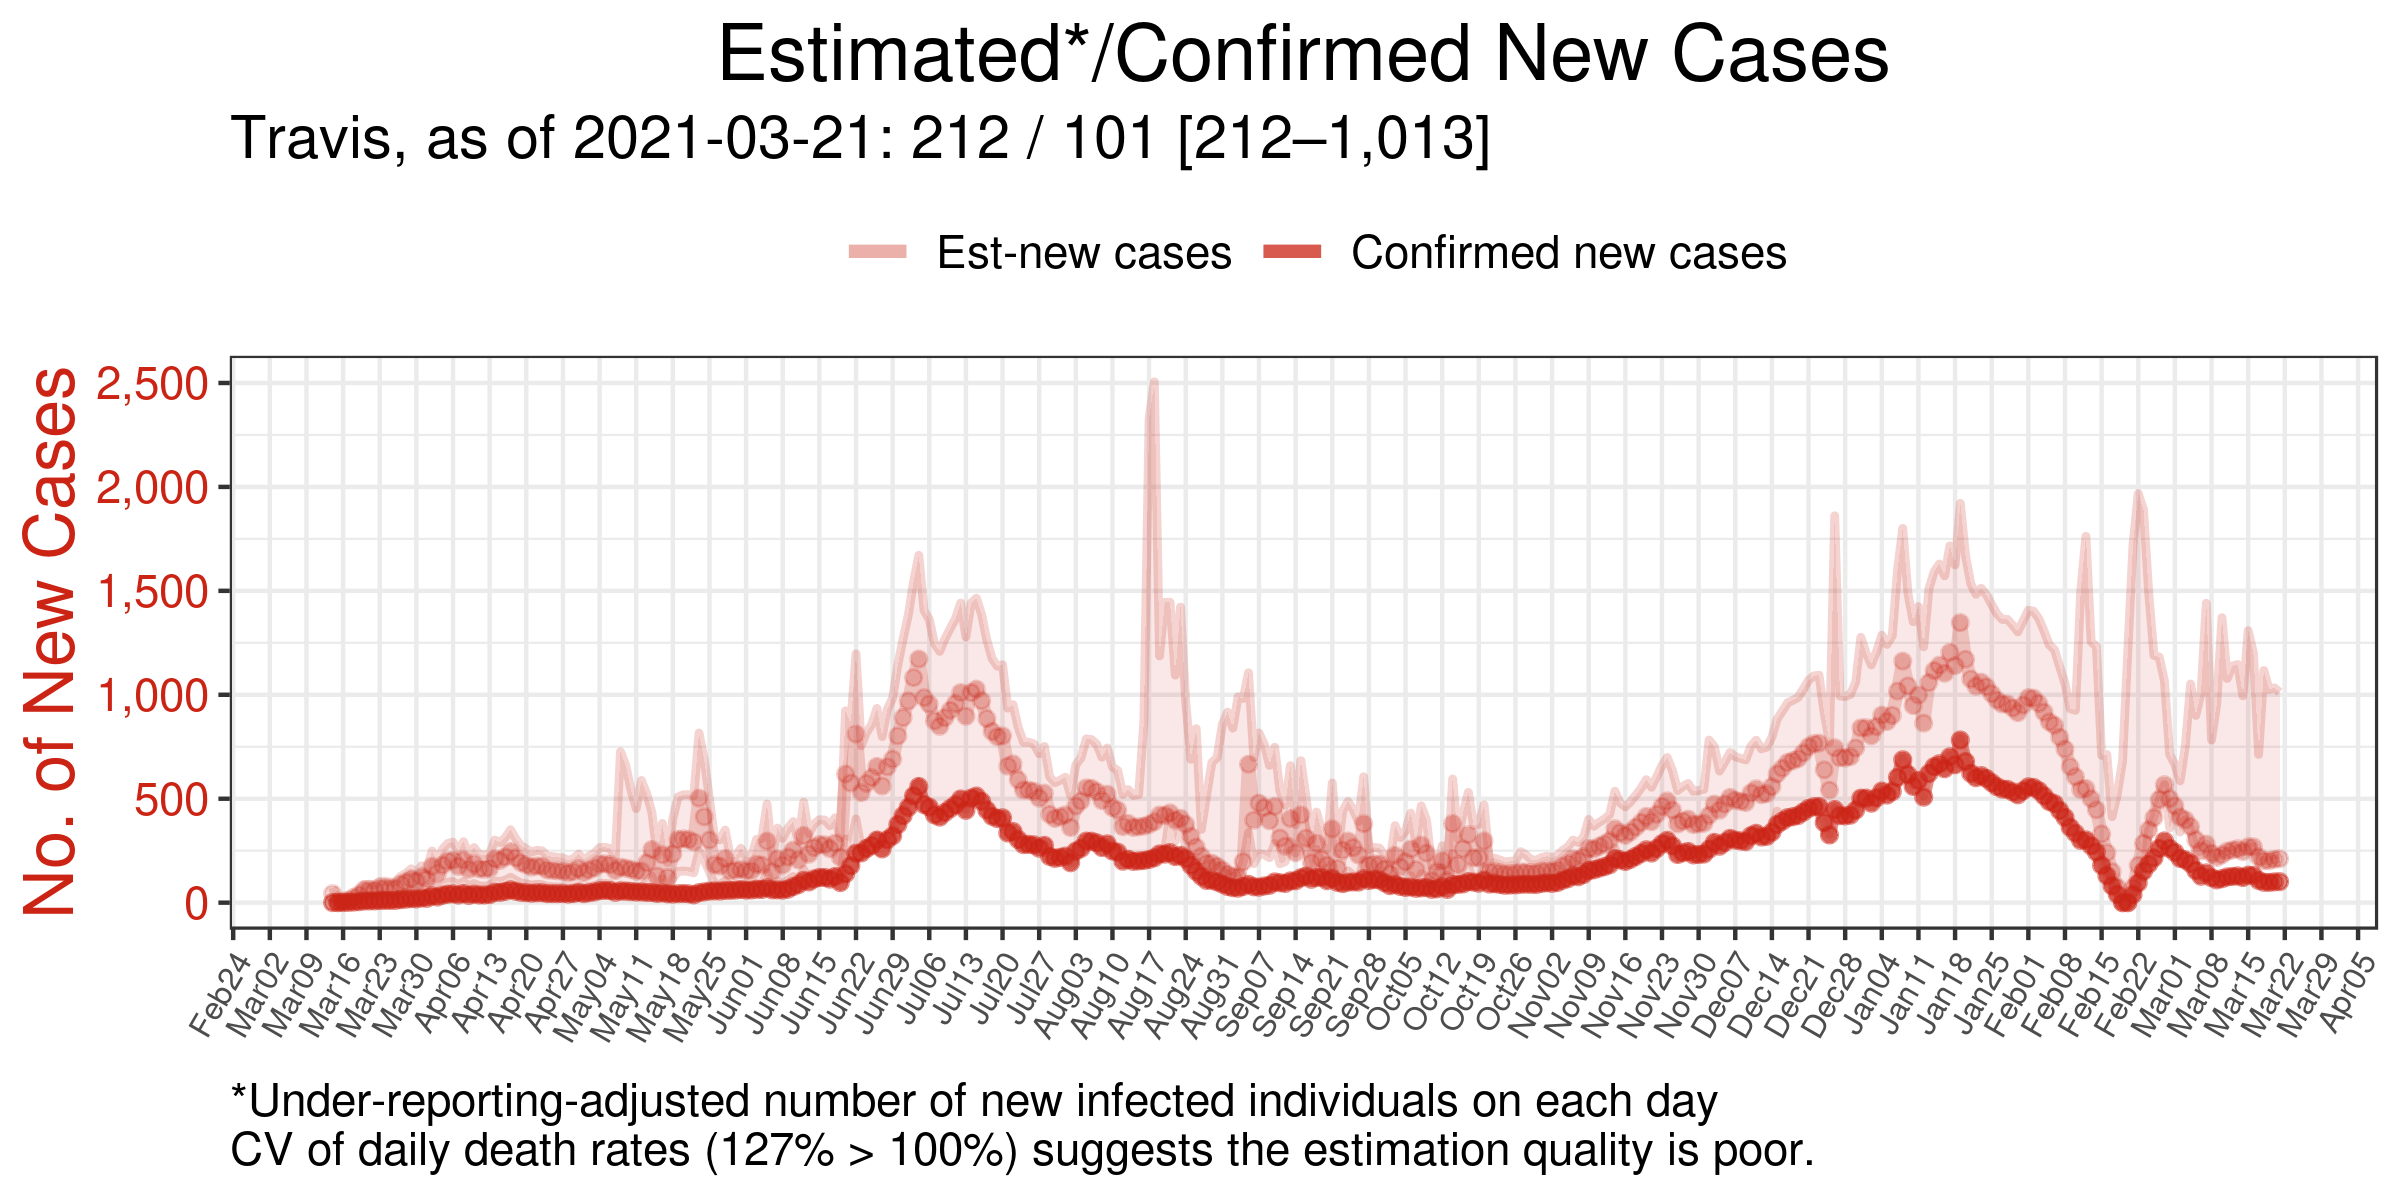 Estimated*/Confirmed New Cases
Travis, as of 2021-03-21: 212 / 101 [212–1,013]
Est-new cases Confirmed new cases
No. of New Cases
2,500
2,000
1,500
1,000
500
0
Feb24 Mar02 Mar09 Mar16 Mar23 Mar30 Apr06 Apr13 Apr20 Apr27 May04 May11 May18 May25 Jun01 Jun08 Jun15 Jun22 Jun29 Jul06 Jul13 Jul20 Jul27 Aug03 Aug10 Aug17 Aug24 Aug31 Sep07 Sep14 Sep21 Sep28 Oct05 Oct12 Oct19 Oct26 Nov02 Nov09 Nov16 Nov23 Nov30 Dec07 Dec14 Dec21 Dec28 Jan04 Jan11 Jan18 Jan25 Feb01 Feb08 Feb15 Feb22 Mar01 Mar08 Mar15 Mar22 Mar29 Apr05
*Under-reporting-adjusted number of new infected individuals on each day
CV of daily death rates (127% > 100%) suggests the estimation quality is poor.